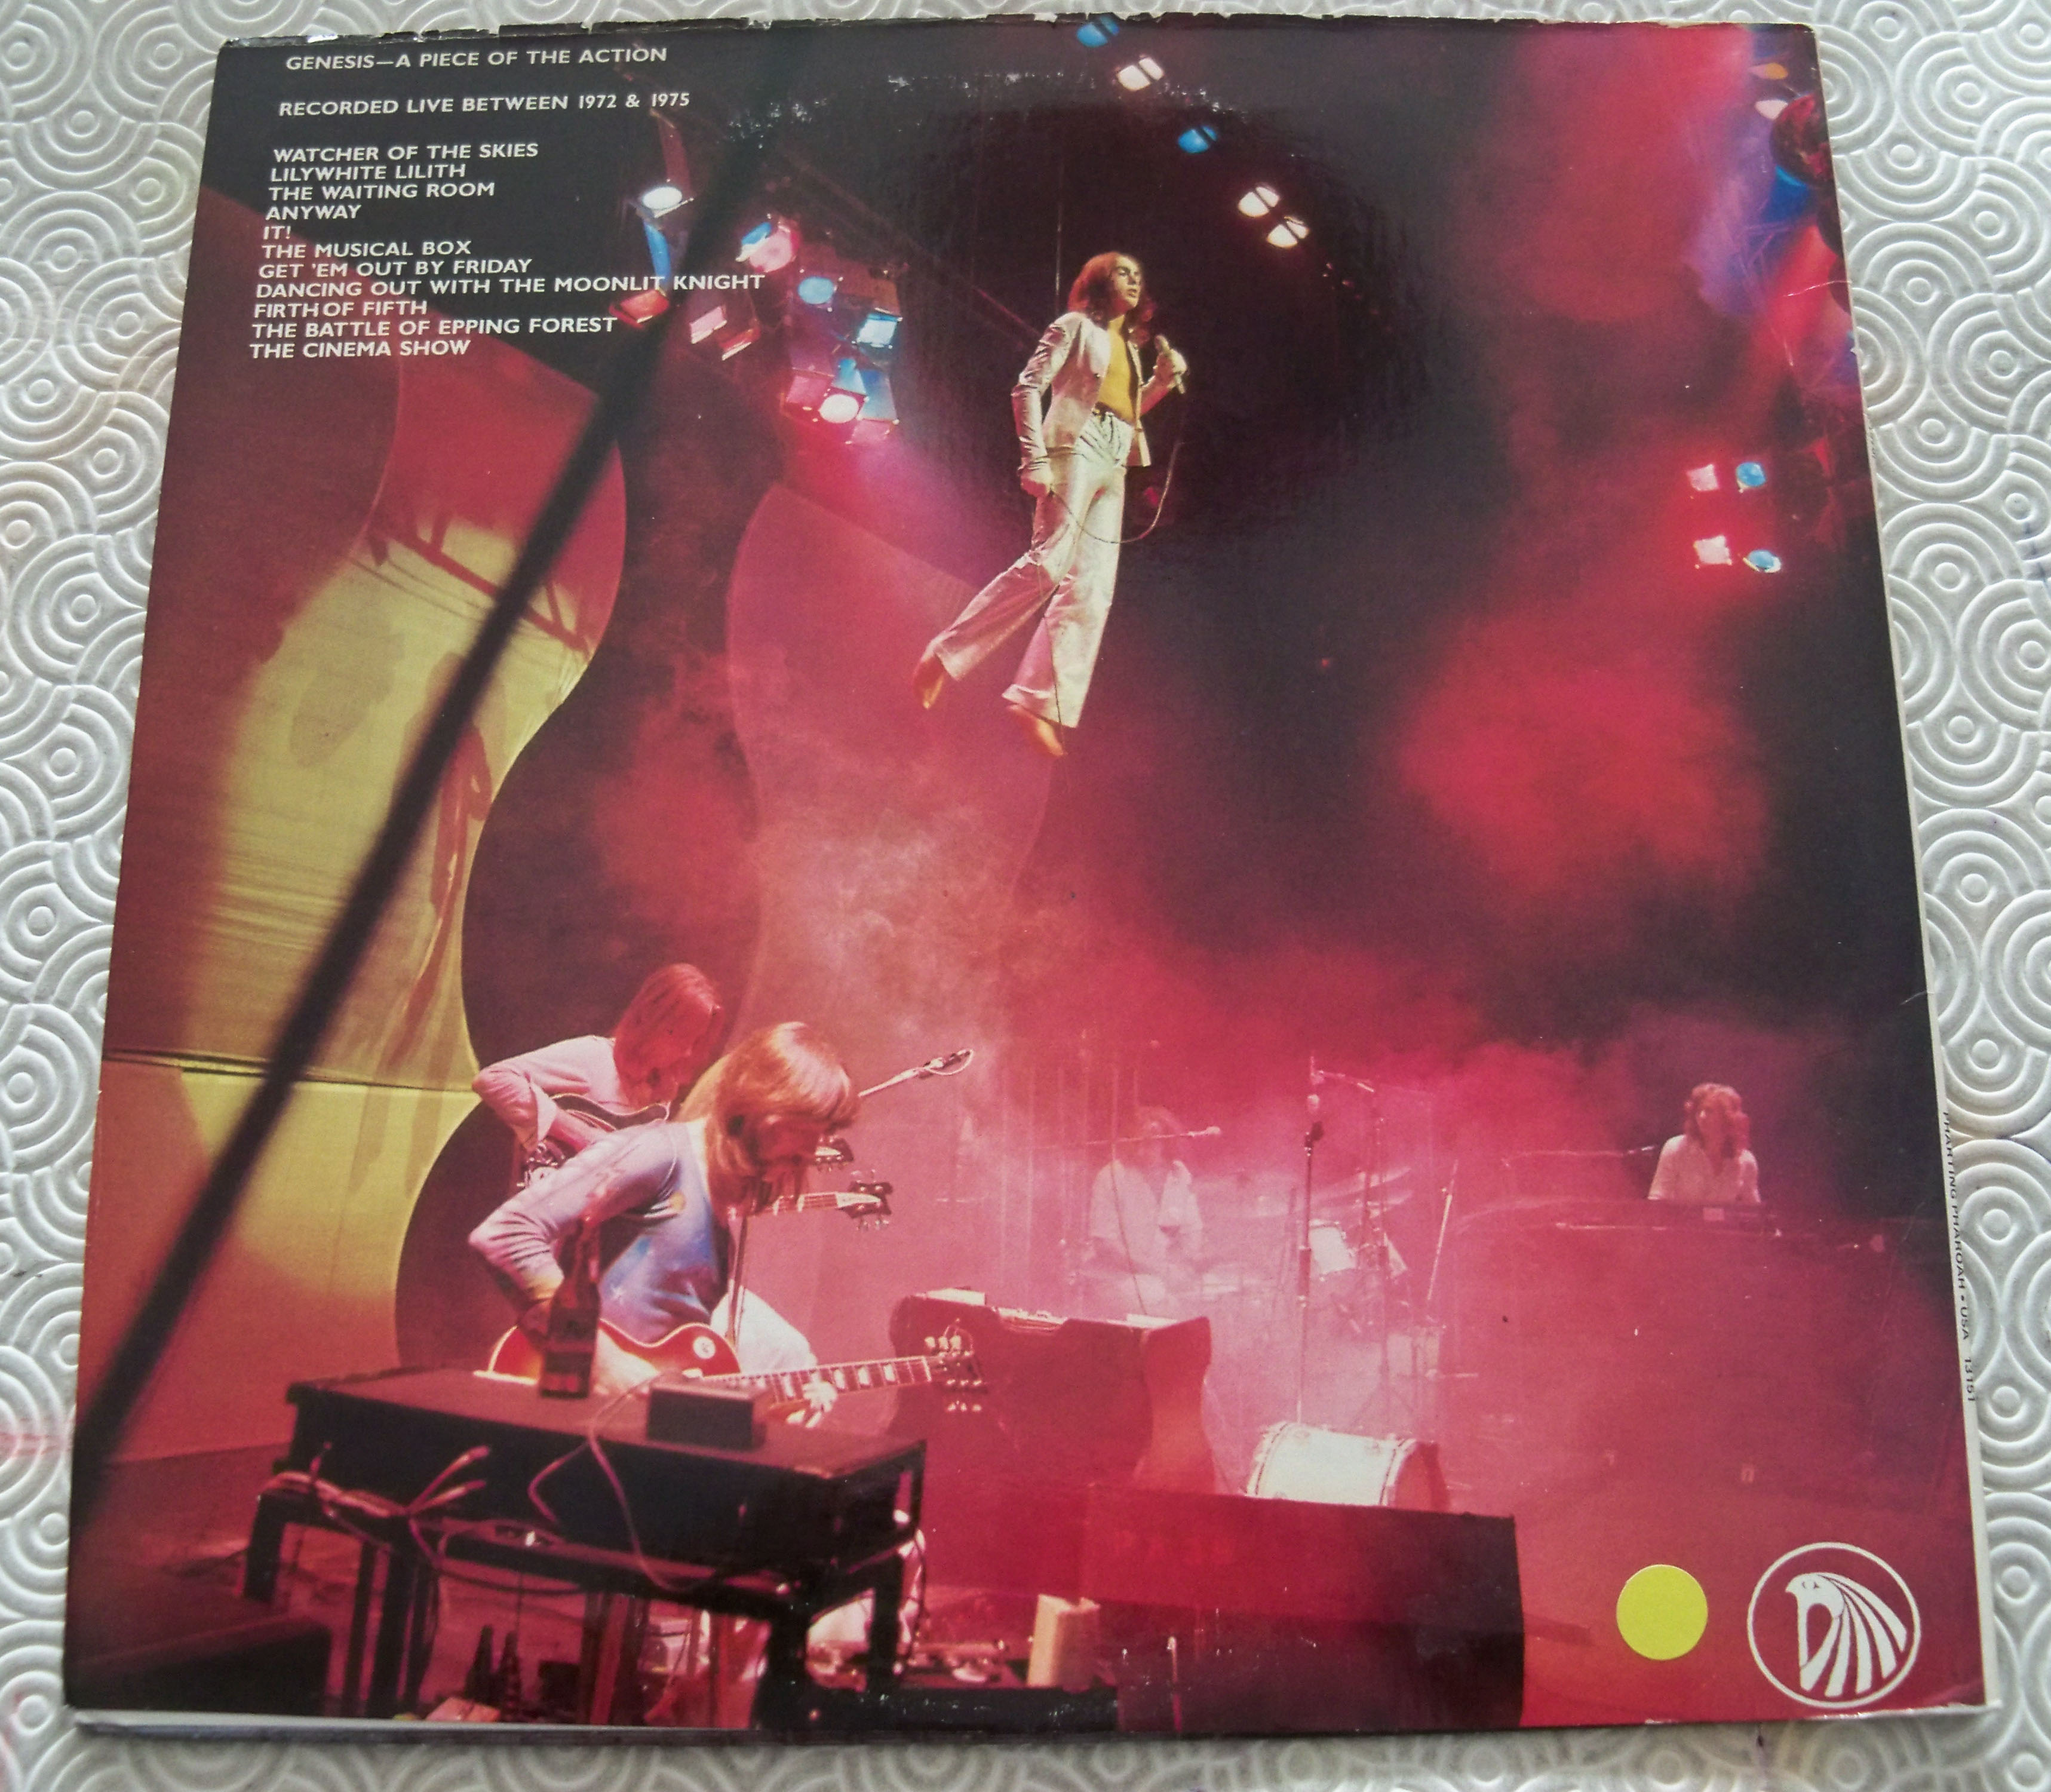 GENESIS—A PIECE OF THE ACTION
RECORDED LIVE BETWEEN 1972 & 1975
WATCHER OF THE SKIES
LILYWHITE LILITH
THE WAITING ROOM
ANYWAY
IT!
THE MUSICAL BOX
GET 'EM OUT BY FRIDAY
DANCING OUT WITH THE MOONLIT KNIGHT
FIRTH OF FIFTH
THE BATTLE OF EPPING FOREST
THE CINEMA SHOW
PHARTING PHAROAH • USA 13151